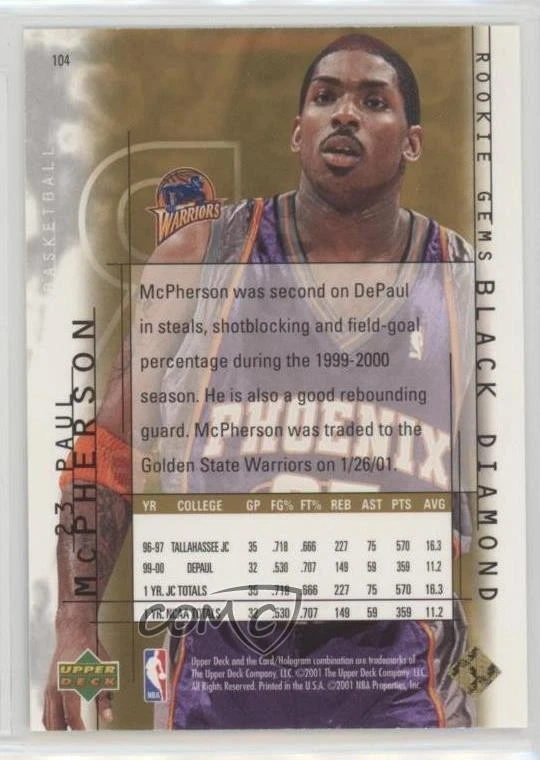 104
BASKETBALL
ROOKIE GEMS BLACK DIAMOND
WARRIORS
23 PAUL
McPHERSON
McPherson was second on DePaul
in steals, shotblocking and field-goal
percentage during the 1999-2000
season. He is also a good rebounding
guard. McPherson was traded to the
Golden State Warriors on 1/26/01.
PHOENIX
YR COLLEGE GP FG% FT% REB AST PTS AVG
96-97 TALLAHASSEE JC 35 .718 .666 227 75 570 16.3
99-00 DEPAUL 32 .530 .707 149 59 359 11.2
1 YR. JC TOTALS 35 .718 .666 227 75 570 16.3
1 YR. NCAA TOTALS 32 .530 .707 149 59 359 11.2
COMC
UPPER
DECK
NBA
Upper Deck and the Card/Hologram combination are trademarks of
The Upper Deck Company, LLC. ©2001 The Upper Deck Company, LLC.
All Rights Reserved. Printed in the U.S.A. ©2001 NBA Properties, Inc.